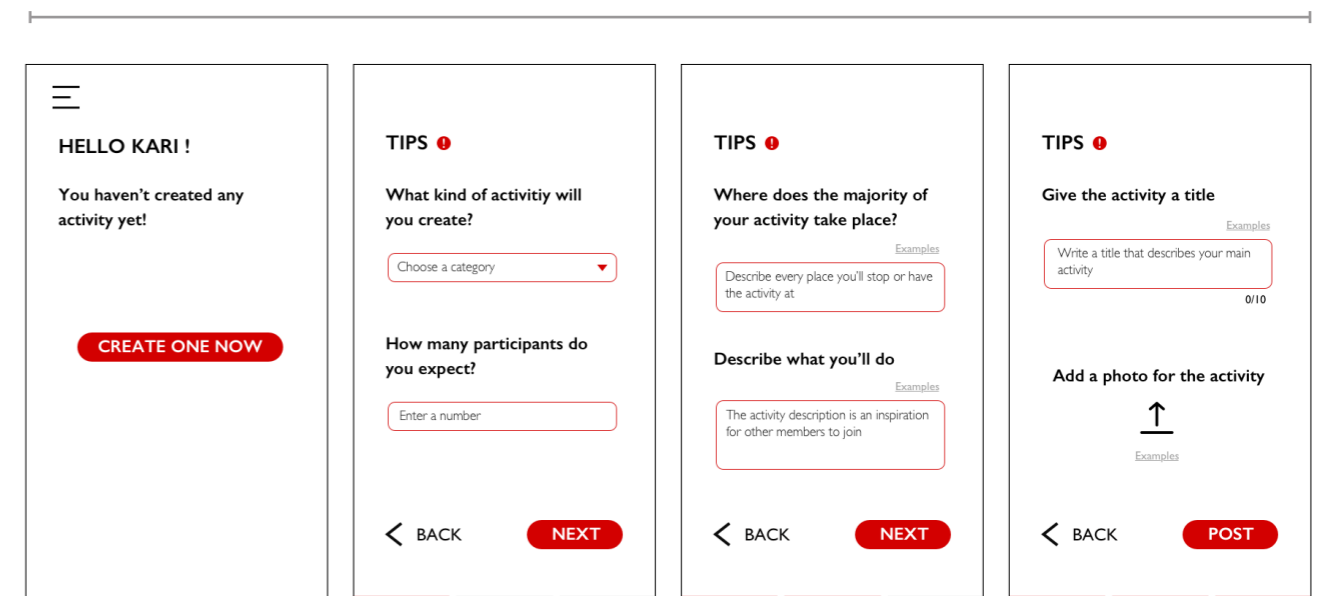 HELLO KARI !
You haven't created any
activity yet!
CREATE ONE NOW
TIPS
What kind of activitiy will
you create?
Choose a category
How many participants do
you expect?
Enter a number
BACK
NEXT
TIPS
Where does the majority of
your activity take place?
Examples
Describe every place you'll stop or have
the activity at
Describe what you'll do
Examples
The activity description is an inspiration
for other members to join
BACK
NEXT
TIPS
Give the activity a title
Examples
Write a title that describes your main
activity
0/10
Add a photo for the activity
Examples
BACK
POST